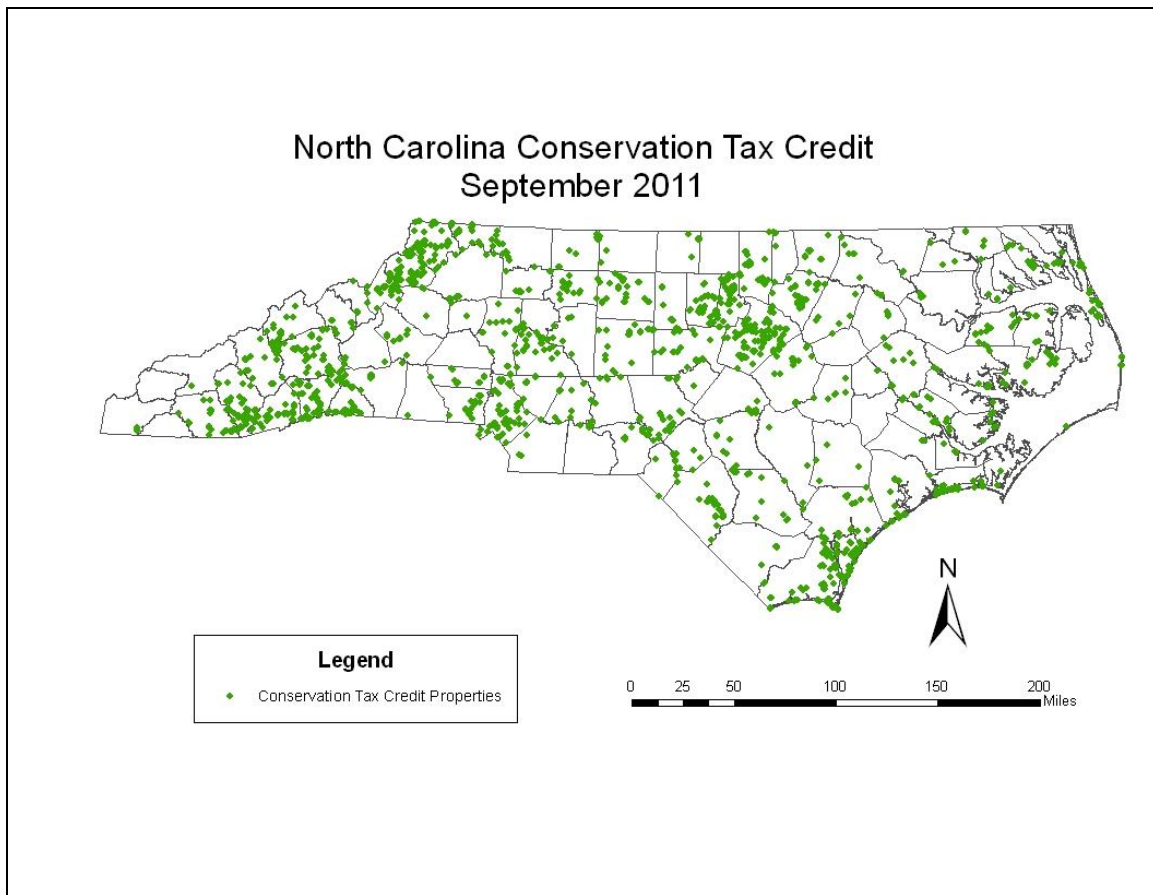 North Carolina Conservation Tax Credit
September 2011
N
Legend
Conservation Tax Credit Properties
0 25 50 100 150 200
Miles